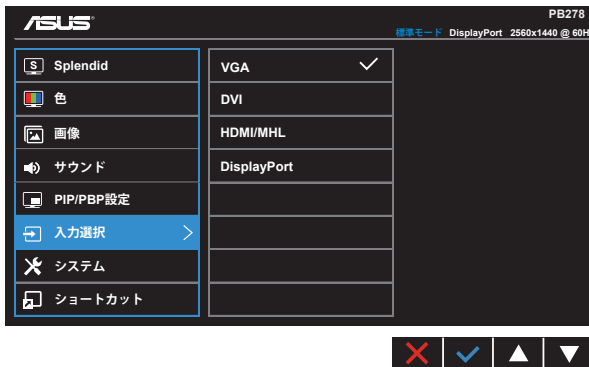 ASUS
PB278
標準モード DisplayPort 2560x1440 @ 60H
S Splendid
色
画像
サウンド
PIP/PBP設定
入力選択
システム
ショートカット
VGA
DVI
HDMI/MHL
DisplayPort